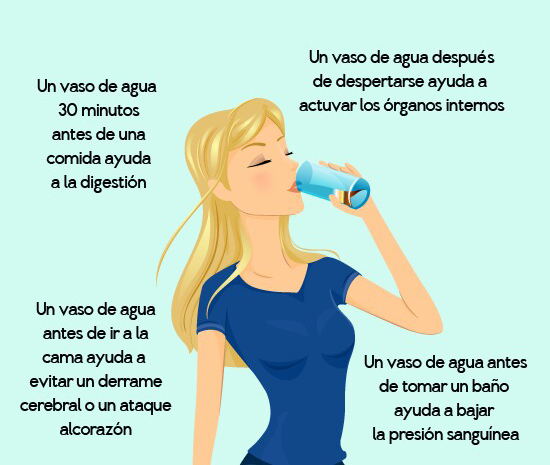 Un vaso de agua
30 minutos
antes de una
comida ayuda
a la digestión
Un vaso de agua después
de despertarse ayuda a
actuvar los órganos internos
Un vaso de agua
antes de ir a la
cama ayuda a
evitar un derrame
cerebral o un ataque
alcorazón
Un vaso de agua antes
de tomar un baño
ayuda a bajar
la presión sanguínea